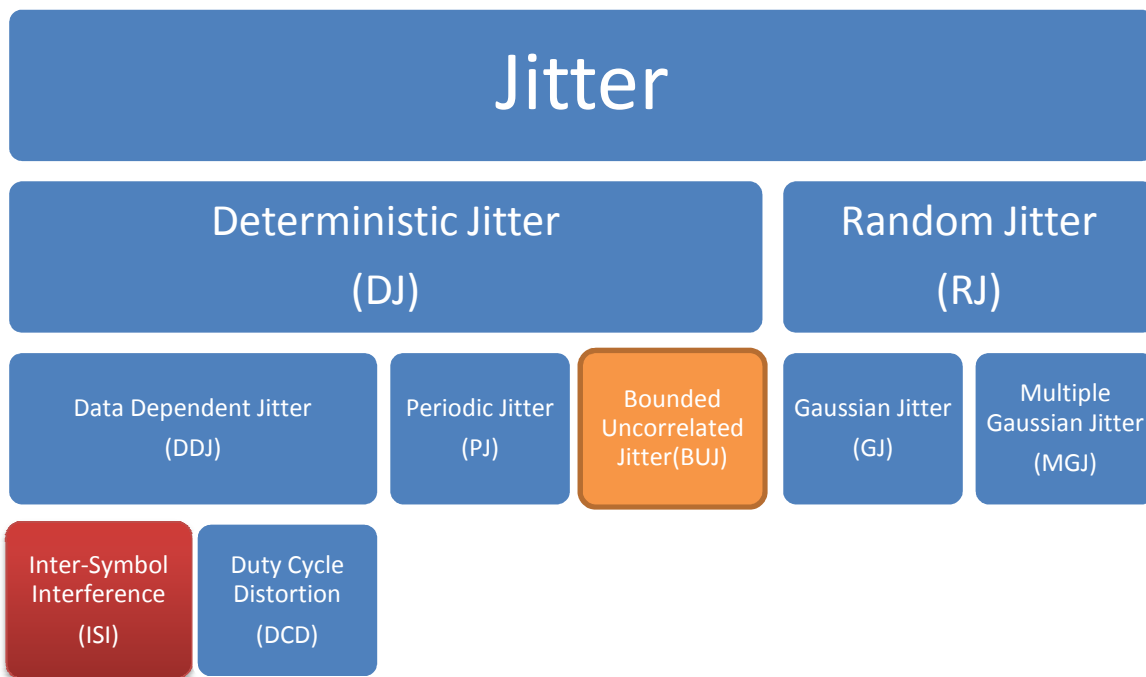 Jitter
Deterministic Jitter
(DJ)
Random Jitter
(RJ)
Data Dependent Jitter
(DDJ)
Periodic Jitter
(PJ)
Bounded
Uncorrelated
Jitter(BUJ)
Gaussian Jitter
(GJ)
Multiple
Gaussian Jitter
(MGJ)
Inter-Symbol
Interference
(ISI)
Duty Cycle
Distortion
(DCD)